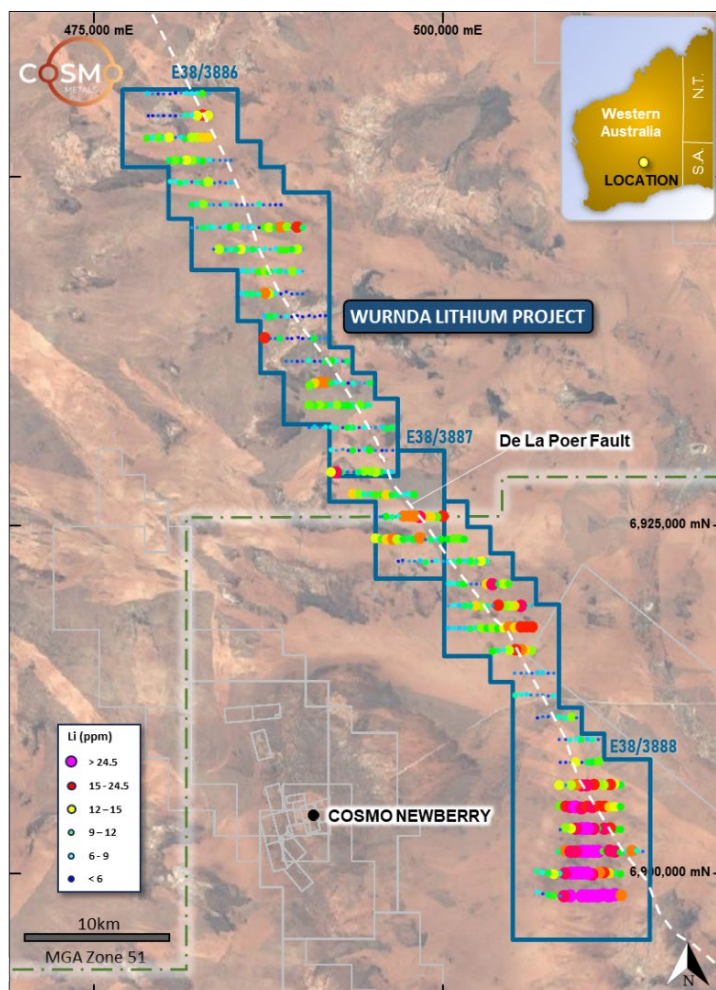 475,000 mE
500,000 mE
COSMO
METALS
E38/3886
Western
Australia
N.T.
S.A.
LOCATION
WURNDA LITHIUM PROJECT
E38/3887
De La Poer Fault
6,925,000 mN
Li (ppm)
> 24.5
15 - 24.5
12 – 15
9 – 12
6 - 9
< 6
E38/3888
COSMO NEWBERRY
6,900,000 mN
10km
MGA Zone 51
N